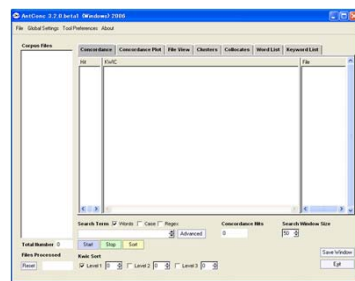 AntConc 3.2.0.beta1 (Windows) 2006
File Global Settings Tool Preferences About
Corpus Files
Concordance Concordance Plot File View Clusters Collocates Word List Keyword List
Hit KWIC File
Search Term Words Case Regex Concordance Hits Search Window Size
Advanced 0 50
Total Number 0 Start Stop Sort
Files Processed Kwic Sort Save Window
Reset Level 1 0 Level 2 0 Level 3 0 Exit